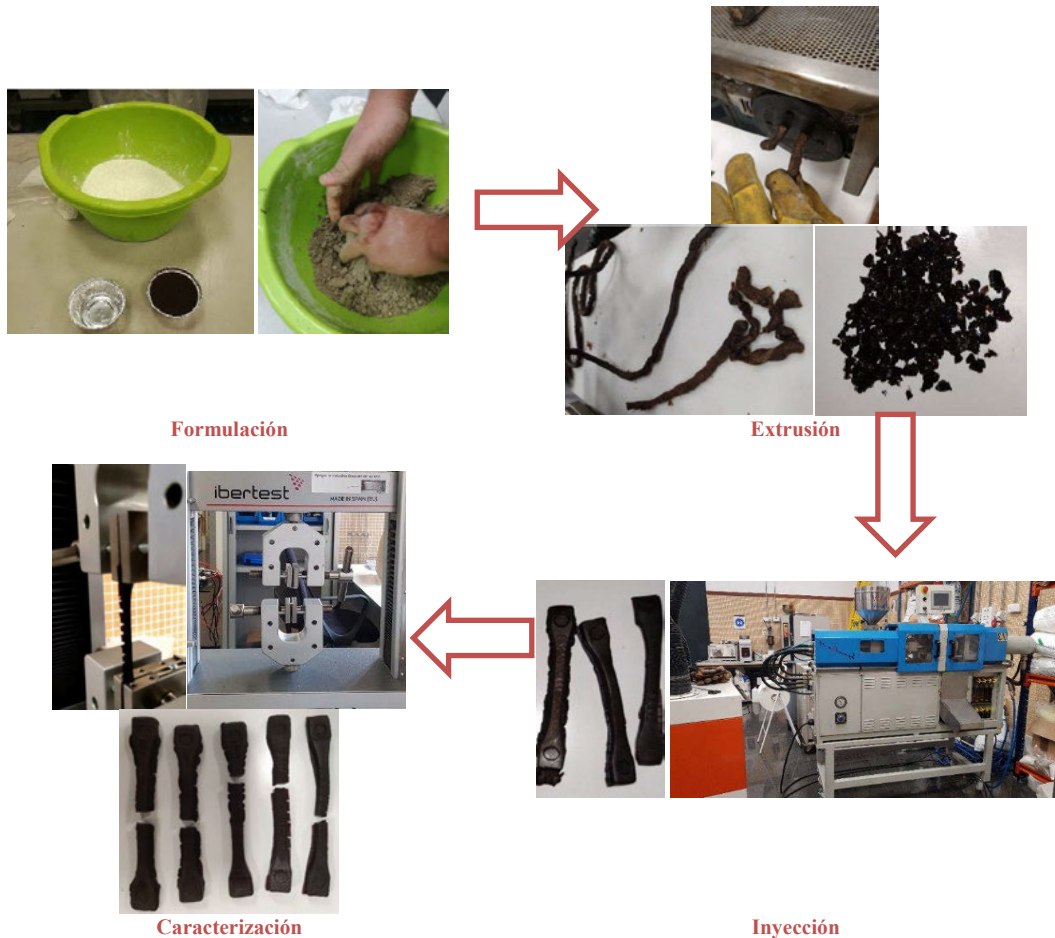 Formulación
Extrusión
ibertest
MADE IN SPAIN (EU)
Caracterización
Inyección